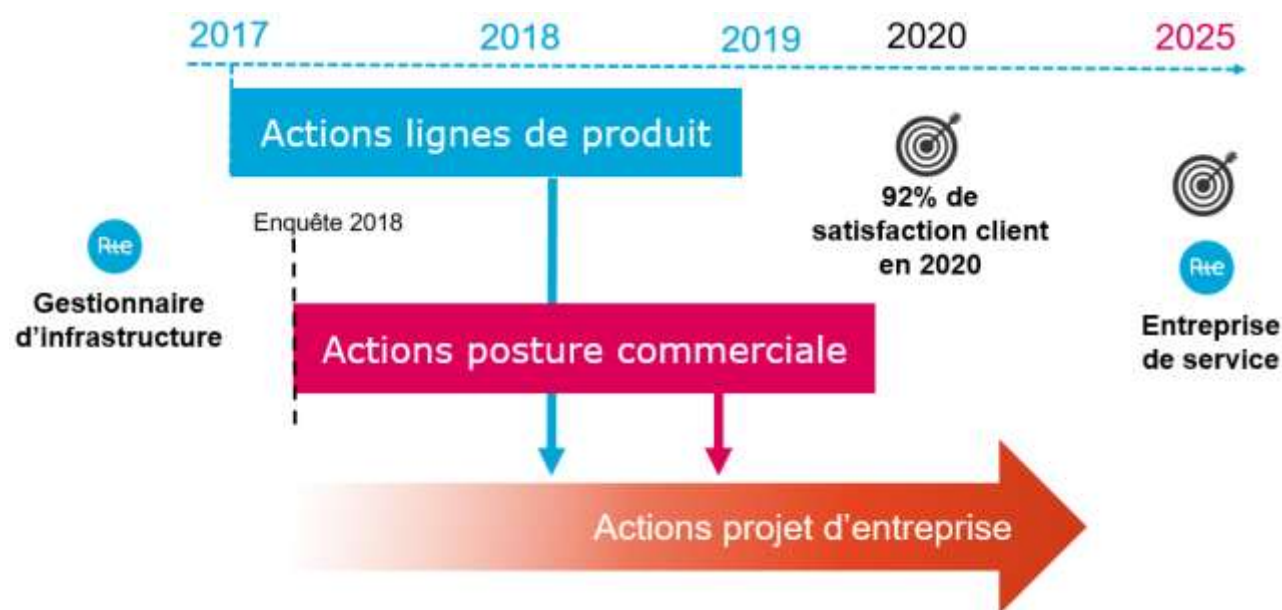 2017 2018 2019 2020 2025
Actions lignes de produit
Enquête 2018
92% de
satisfaction client
en 2020
Rte
Gestionnaire
d'infrastructure
Rte
Entreprise
de service
Actions posture commerciale
Actions projet d'entreprise